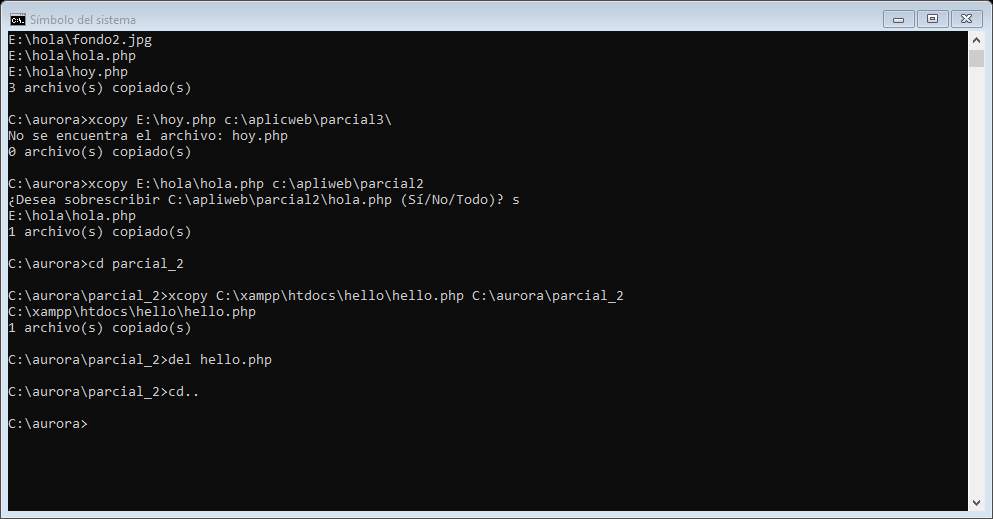 Símbolo del sistema
E:\hola\fondo2.jpg
E:\hola\hola.php
E:\hola\hoy.php
3 archivo(s) copiado(s)
C:\aurora>xcopy E:\hoy.php c:\aplicweb\parcial3\
No se encuentra el archivo: hoy.php
0 archivo(s) copiado(s)
C:\aurora>xcopy E:\hola\hola.php c:\apliweb\parcial2
¿Desea sobrescribir C:\apliweb\parcial2\hola.php (Sí/No/Todo)? s
E:\hola\hola.php
1 archivo(s) copiado(s)
C:\aurora>cd parcial_2
C:\aurora\parcial_2>xcopy C:\xampp\htdocs\hello\hello.php C:\aurora\parcial_2
C:\xampp\htdocs\hello\hello.php
1 archivo(s) copiado(s)
C:\aurora\parcial_2>del hello.php
C:\aurora\parcial_2>cd..
C:\aurora>